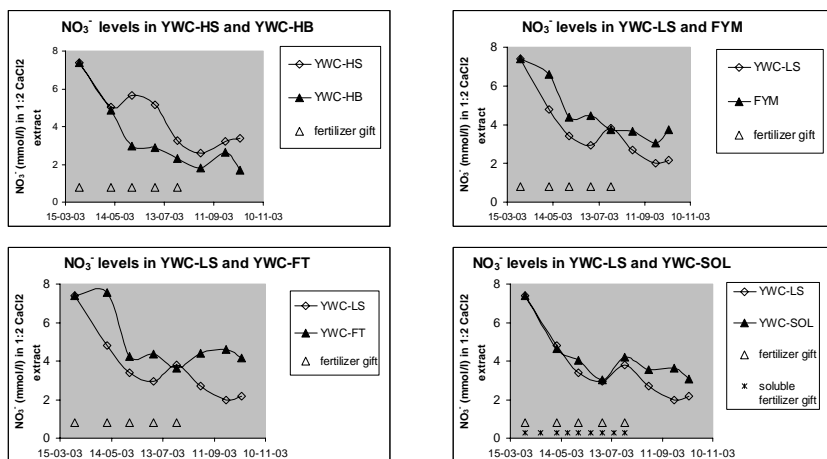 NO₃⁻ levels in YWC-HS and YWC-HB
NO₃⁻ (mmol/l) in 1:2 CaCl2
extract
8
6
4
2
0
15-03-03 14-05-03 13-07-03 11-09-03 10-11-03
YWC-HS
YWC-HB
fertilizer gift
NO₃⁻ levels in YWC-LS and FYM
NO₃⁻ (mmol/l) in 1:2 CaCl2
extract
8
6
4
2
0
15-03-03 14-05-03 13-07-03 11-09-03 10-11-03
YWC-LS
FYM
fertilizer gift
NO₃⁻ levels in YWC-LS and YWC-FT
NO₃⁻ (mmol/l) in 1:2 CaCl2
extract
8
6
4
2
0
15-03-03 14-05-03 13-07-03 11-09-03 10-11-03
YWC-LS
YWC-FT
fertilizer gift
NO₃⁻ levels in YWC-LS and YWC-SOL
NO₃⁻ (mmol/l) in 1:2 CaCl2
extract
8
6
4
2
0
15-03-03 14-05-03 13-07-03 11-09-03 10-11-03
YWC-LS
YWC-SOL
fertilizer gift
soluble
fertilizer gift